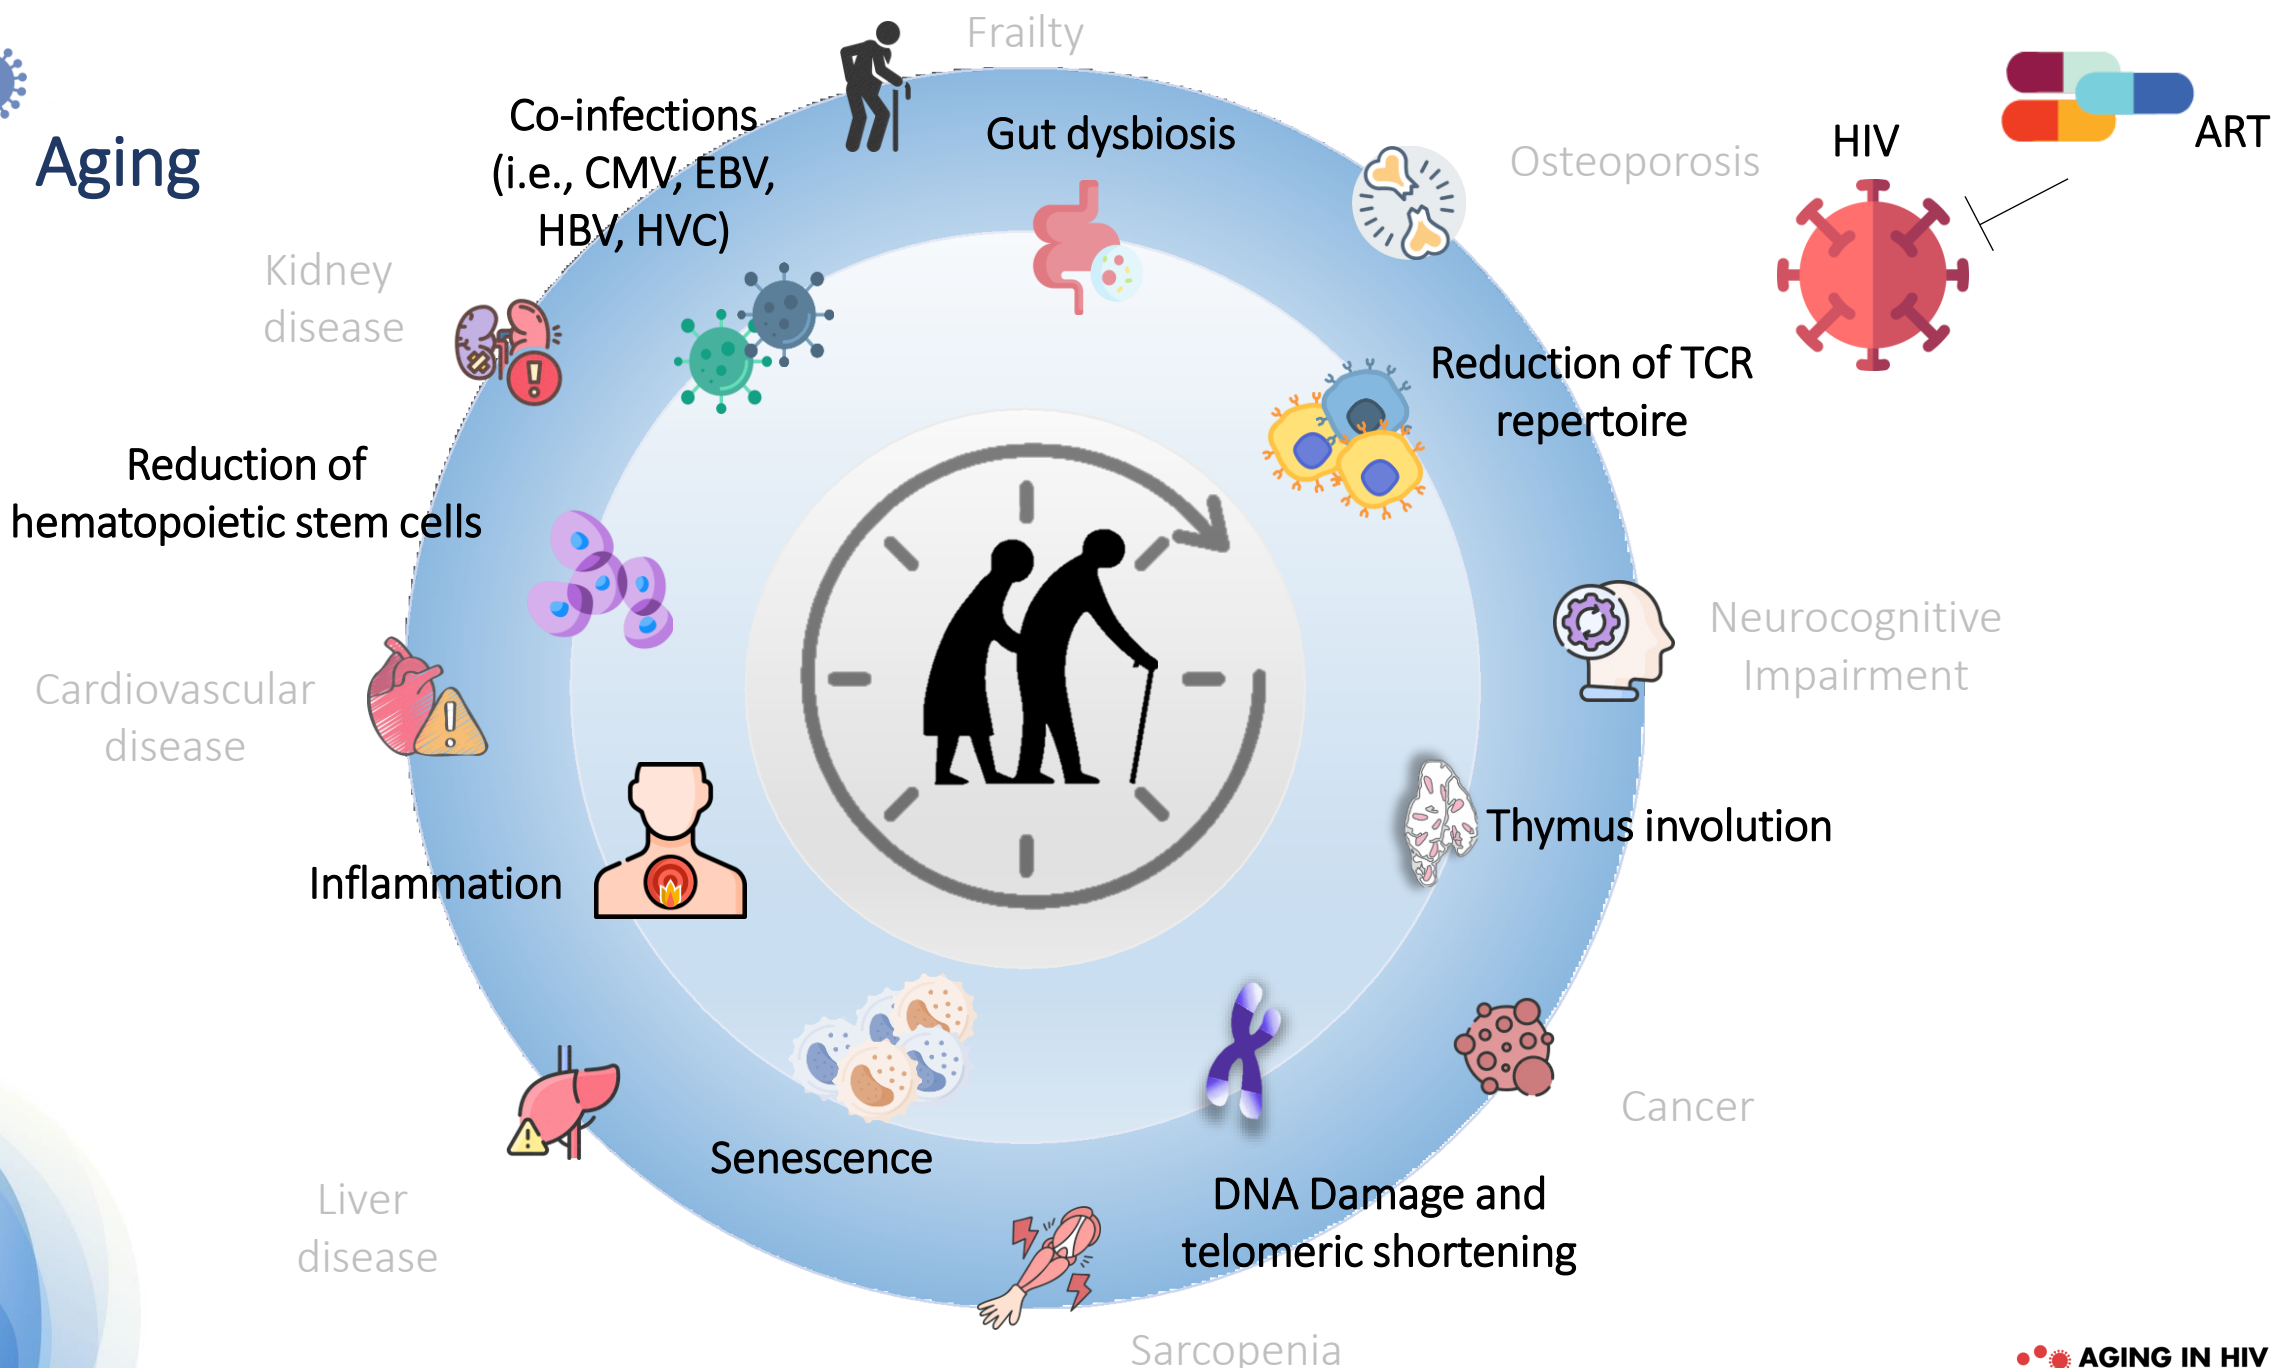 Aging
Frailty
Co-infections
(i.e., CMV, EBV,
HBV, HVC)
Gut dysbiosis
Osteoporosis
HIV
ART
Kidney
disease
Reduction of TCR
repertoire
Reduction of
hematopoietic stem cells
Neurocognitive
Impairment
Cardiovascular
disease
Thymus involution
Inflammation
Cancer
Senescence
DNA Damage and
telomeric shortening
Liver
disease
Sarcopenia
AGING IN HIV